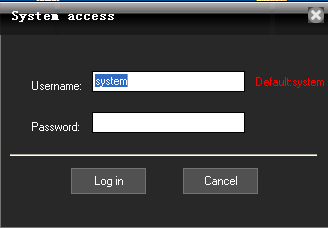 System access
Username: system Default:system
Password:
Log in Cancel